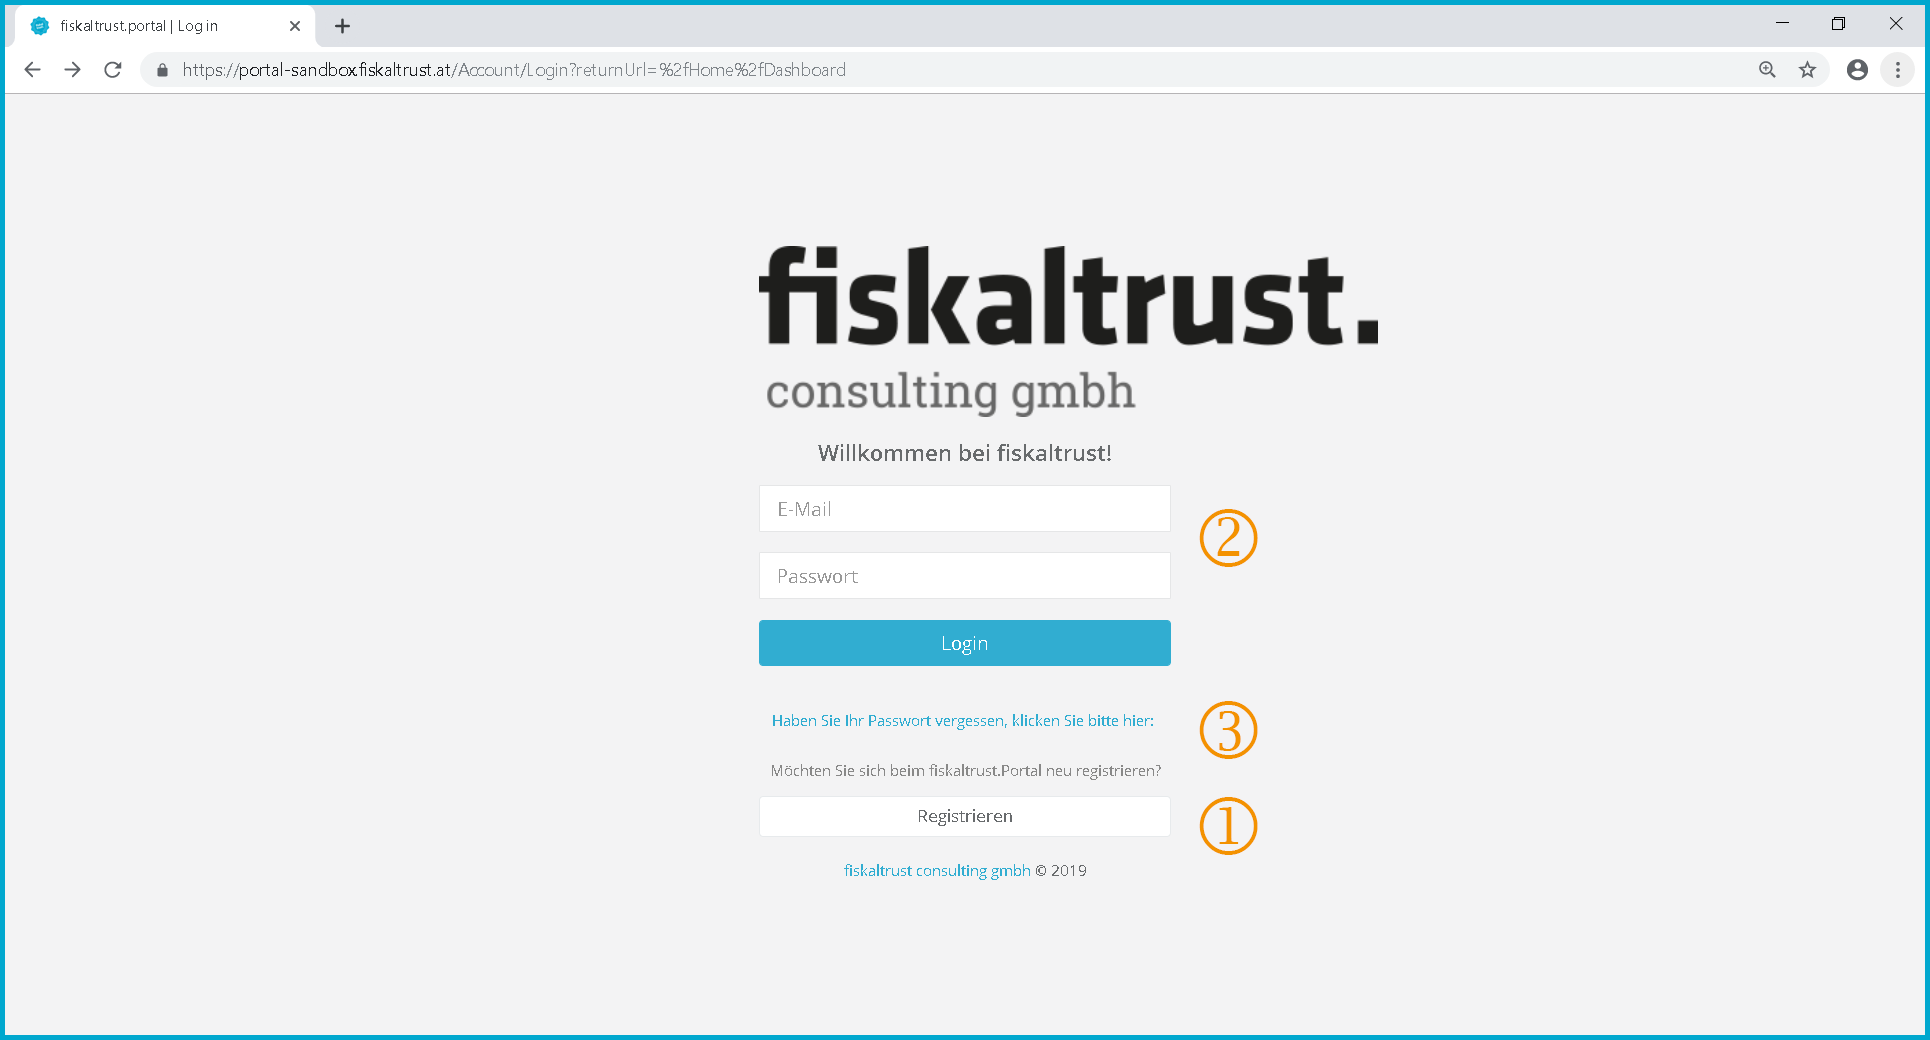 fiskaltrust.portal | Log in
https://portal-sandbox.fiskaltrust.at/Account/Login?returnUrl=%2fHome%2fDashboard
fiskaltrust.
consulting gmbh
Willkommen bei fiskaltrust!
E-Mail
②
Passwort
Login
Haben Sie Ihr Passwort vergessen, klicken Sie bitte hier:
③
Möchten Sie sich beim fiskaltrust.Portal neu registrieren?
Registrieren
①
fiskaltrust consulting gmbh © 2019